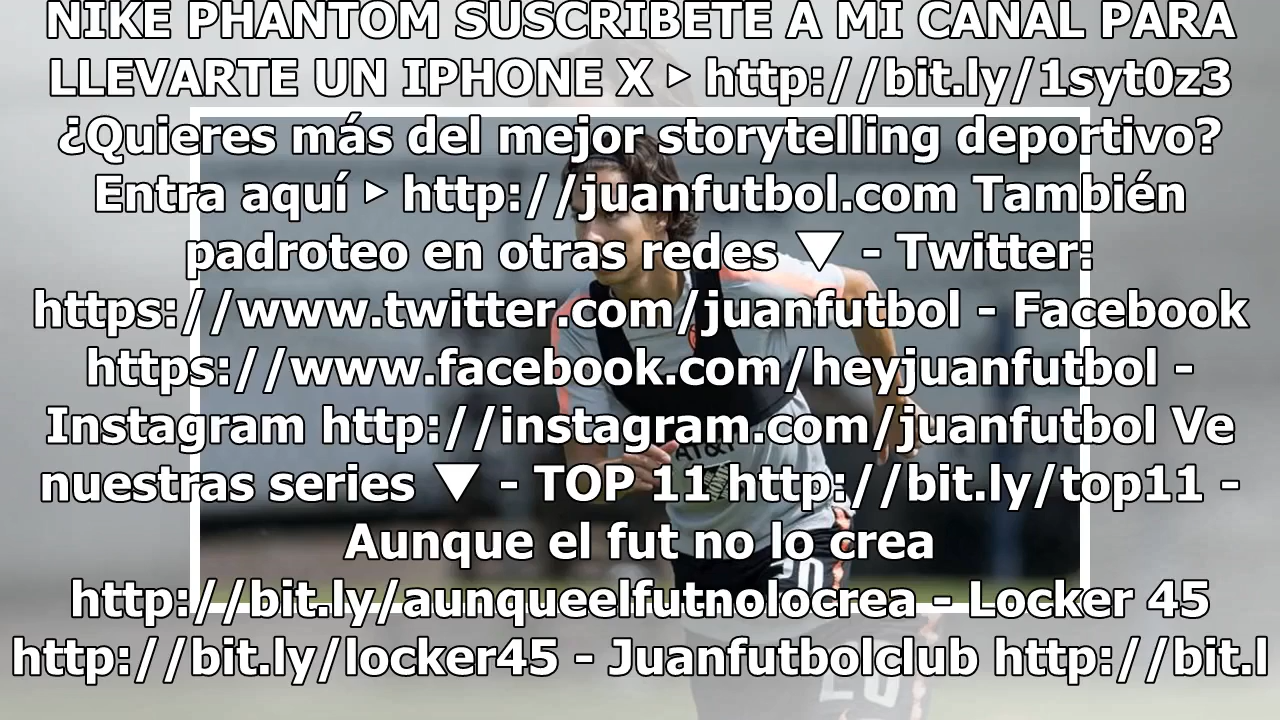 NIKE PHANTOM SUSCRIBETE A MI CANAL PARA
LLEVARTE UN IPHONE X ‣ http://bit.ly/1syt0z3
¿Quieres más del mejor storytelling deportivo?
Entra aquí ‣ http://juanfutbol.com También
padroteo en otras redes ▼ - Twitter:
https://www.twitter.com/juanfutbol - Facebook
https://www.facebook.com/heyjuanfutbol -
Instagram http://instagram.com/juanfutbol Ve
nuestras series ▼ - TOP 11 http://bit.ly/top11 -
Aunque el fut no lo crea
http://bit.ly/aunqueelfutnolocrea - Locker 45
http://bit.ly/locker45 - Juanfutbolclub http://bit.l
AT&T
20
20